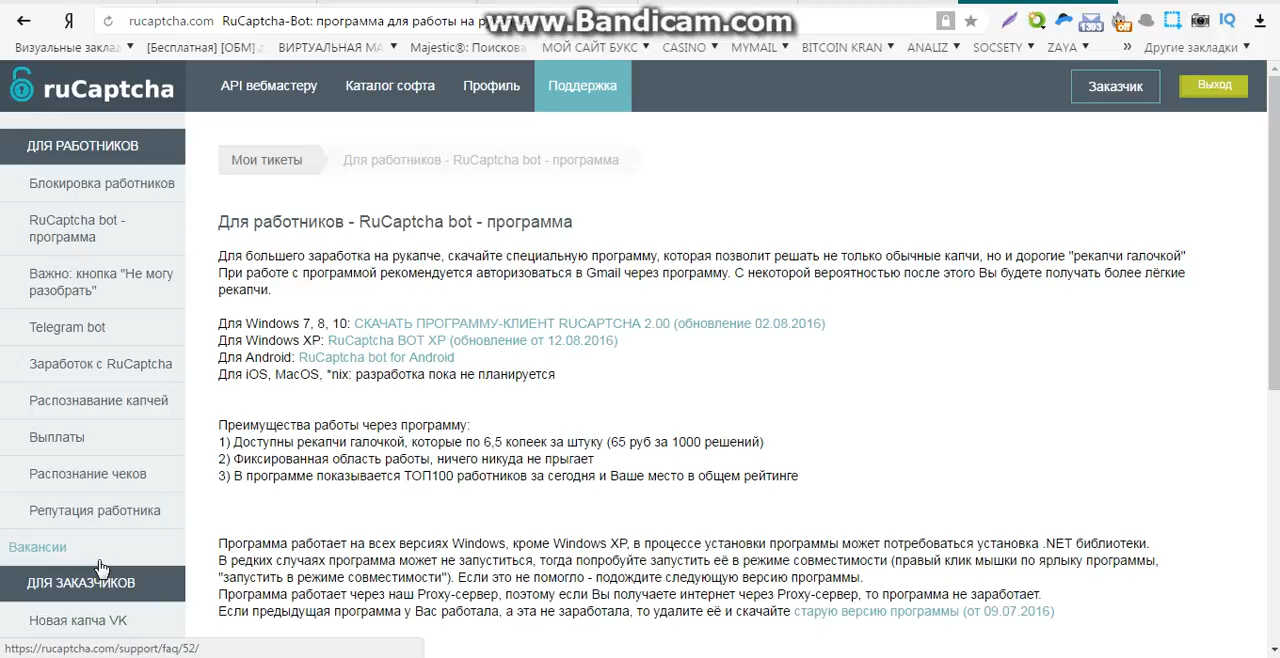 rucaptcha.com RuCaptcha-Bot: программа для работы на р
www.Bandicam.com
Визуальные заклад
[Бесплатная] [ОБМ]
ВИРТУАЛЬНАЯ МА
Majestic®: Поискова
МОЙ САЙТ БУКС
CASINO
MYMAIL
BITCOIN KRAN
ANALIZ
SOCSETY
ZAYA
» Другие закладки
1393
off
IQ
ruCaptcha
API вебмастеру
Каталог софта
Профиль
Поддержка
Заказчик
Выход
ДЛЯ РАБОТНИКОВ
Блокировка работников
RuCaptcha bot -
программа
Важно: кнопка "Не могу
разобрать"
Telegram bot
Заработок с RuCaptcha
Распознавание капчей
Выплаты
Распознание чеков
Репутация работника
Вакансии
ДЛЯ ЗАКАЗЧИКОВ
Новая капча VK
Мои тикеты
Для работников - RuCaptcha bot - программа
Для работников - RuCaptcha bot - программа
Для большего заработка на рукапче, скачайте специальную программу, которая позволит решать не только обычные капчи, но и дорогие "рекапчи галочкой"
При работе с программой рекомендуется авторизоваться в Gmail через программу. С некоторой вероятностью после этого Вы будете получать более лёгкие
рекапчи.
Для Windows 7, 8, 10: СКАЧАТЬ ПРОГРАММУ-КЛИЕНТ RUCAPTCHA 2.00 (обновление 02.08.2016)
Для Windows XP: RuCaptcha BOT XP (обновление от 12.08.2016)
Для Android: RuCaptcha bot for Android
Для iOS, MacOS, *nix: разработка пока не планируется
Преимущества работы через программу:
1) Доступны рекапчи галочкой, которые по 6,5 копеек за штуку (65 руб за 1000 решений)
2) Фиксированная область работы, ничего никуда не прыгает
3) В программе показывается ТОП100 работников за сегодня и Ваше место в общем рейтинге
Программа работает на всех версиях Windows, кроме Windows XP, в процессе установки программы может потребоваться установка .NET библиотеки.
В редких случаях программа может не запуститься, тогда попробуйте запустить её в режиме совместимости (правый клик мышки по ярлыку программы,
"запустить в режиме совместимости"). Если это не помогло - подождите следующую версию программы.
Программа работает через наш Proxy-сервер, поэтому если Вы получаете интернет через Proxy-сервер, то программа не заработает.
Если предыдущая программа у Вас работала, а эта не заработала, то удалите её и скачайте старую версию программы (от 09.07.2016)
https://rucaptcha.com/support/faq/52/